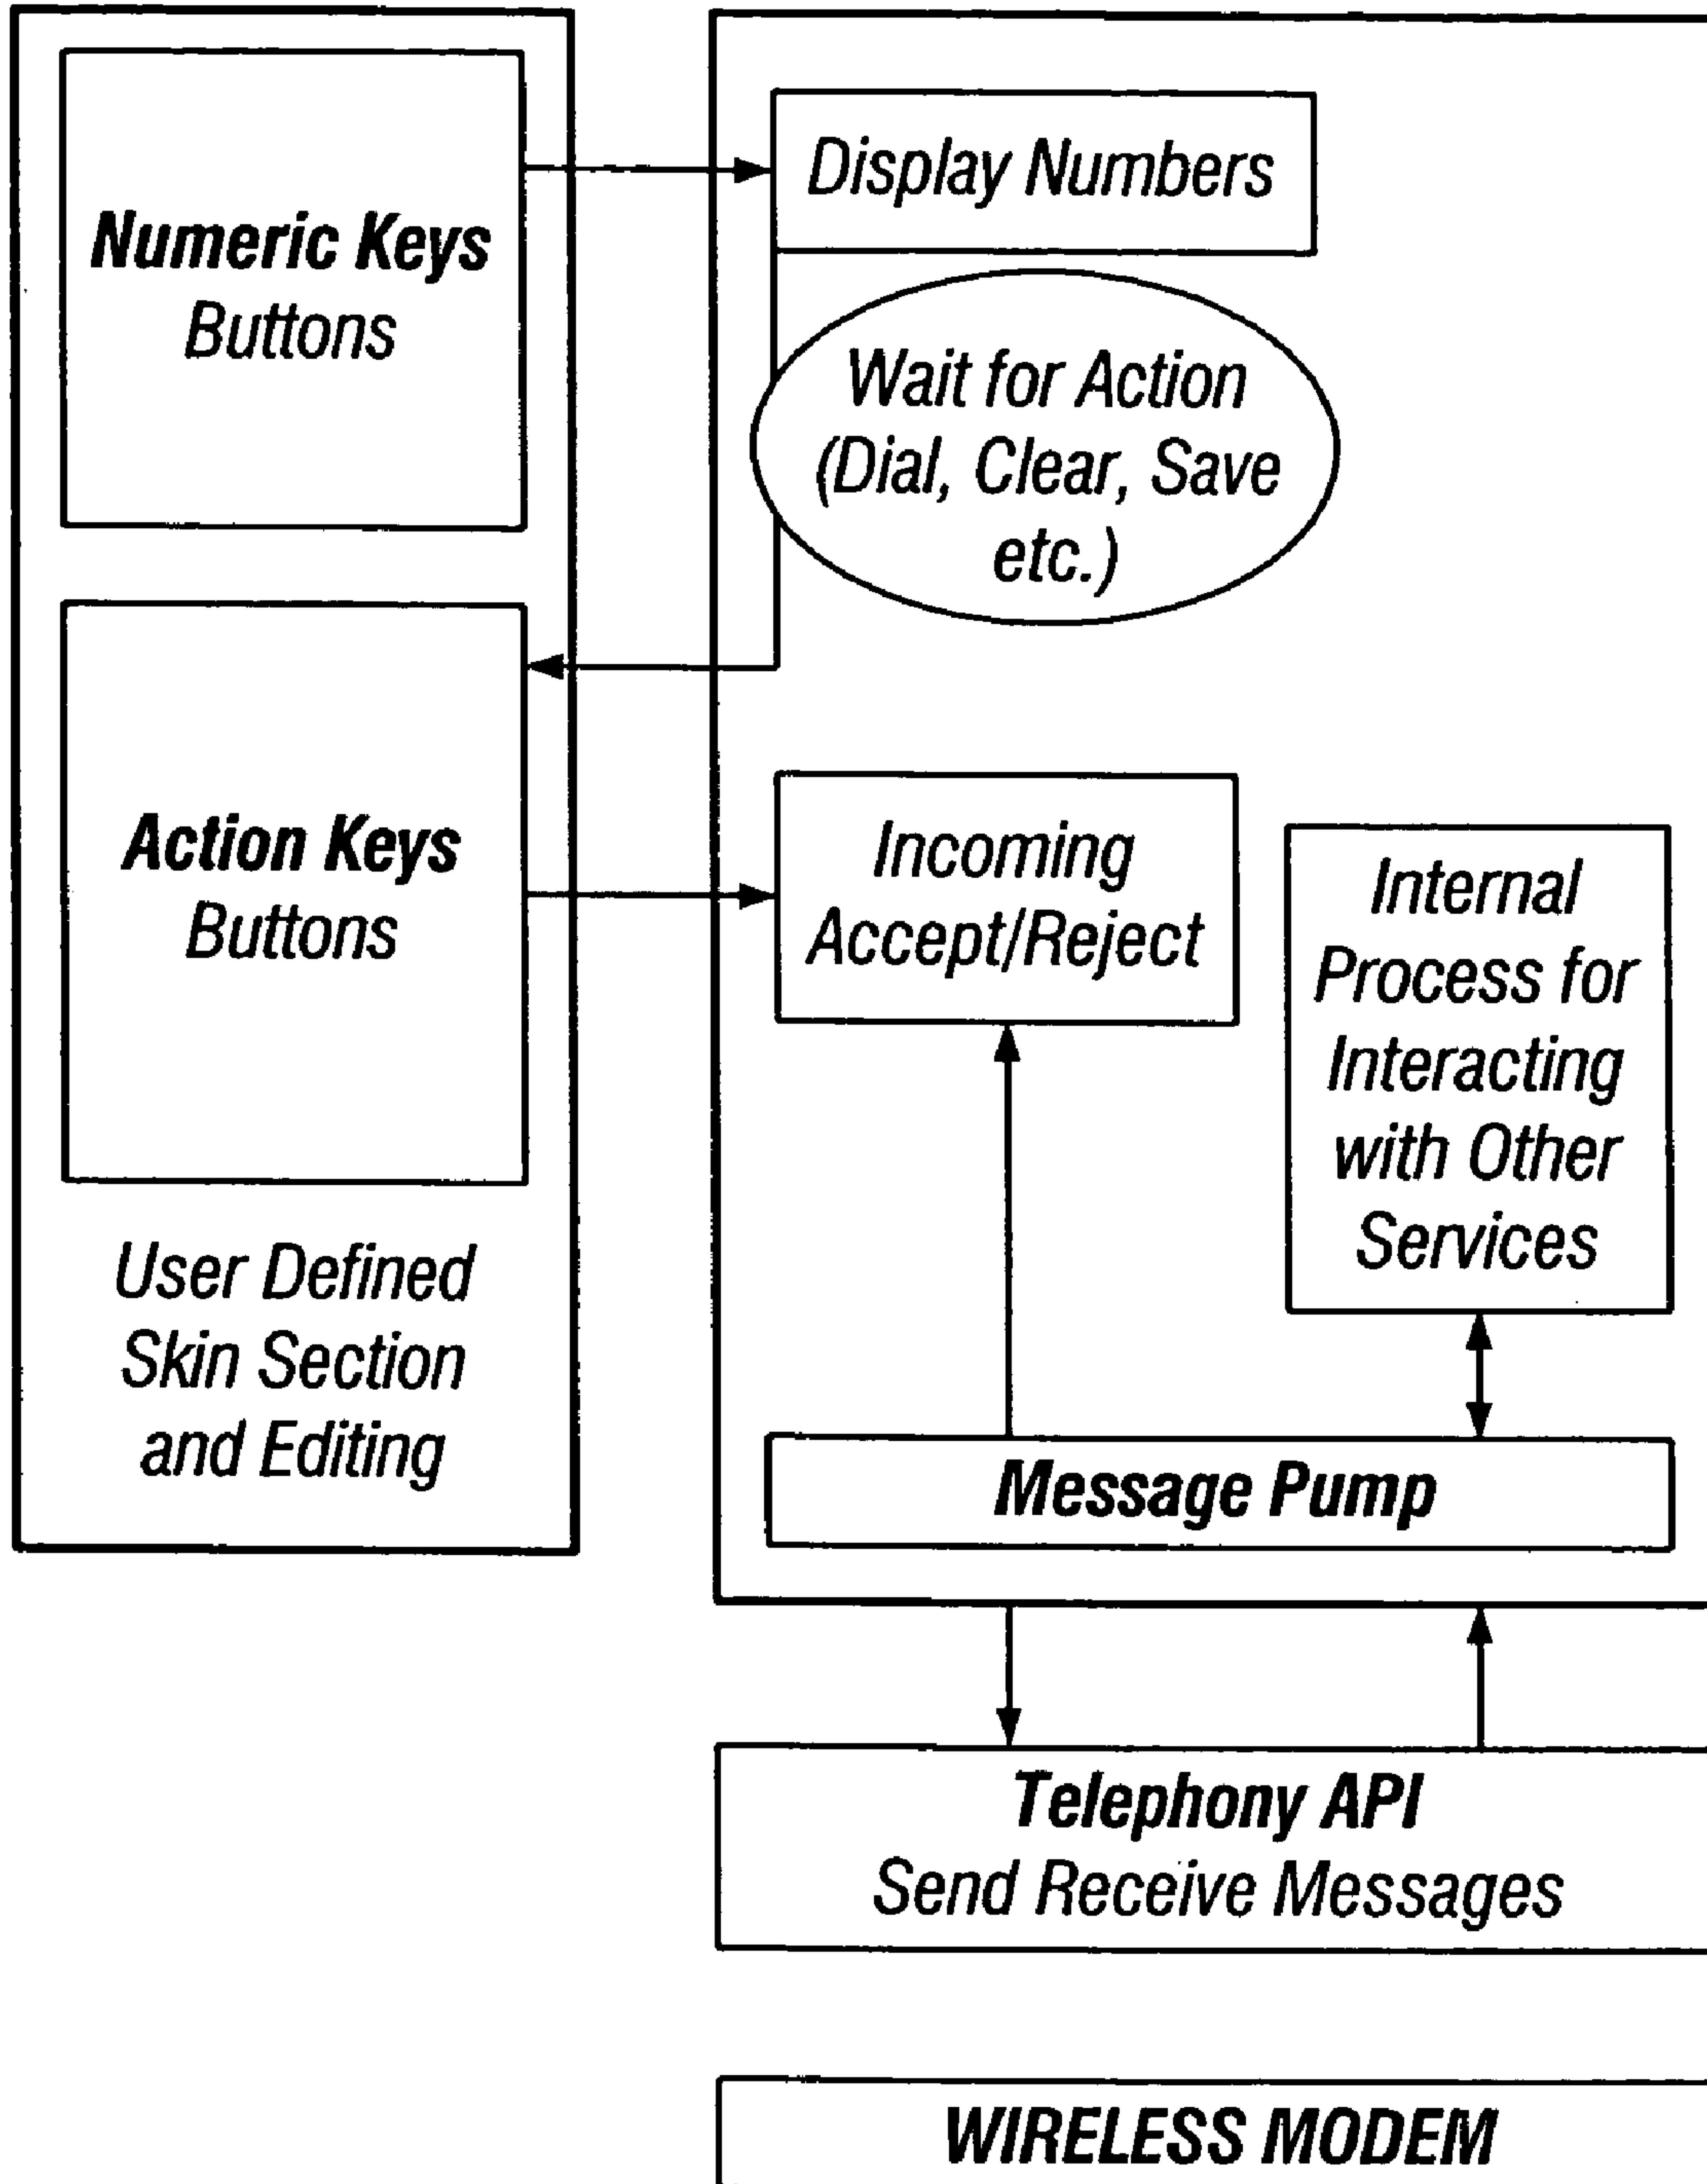 Numeric Keys
Buttons
Action Keys
Buttons
User Defined
Skin Section
and Editing
Display Numbers
Wait for Action
(Dial, Clear, Save
etc.)
Incoming
Accept/Reject
Internal
Process for
Interacting
with Other
Services
Message Pump
Telephony API
Send Receive Messages
WIRELESS MODEM